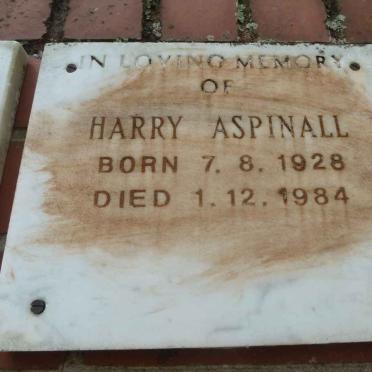 IN LOVING MEMORY
OF
HARRY ASPINALL
BORN 7. 8. 1928
DIED 1. 12. 1984